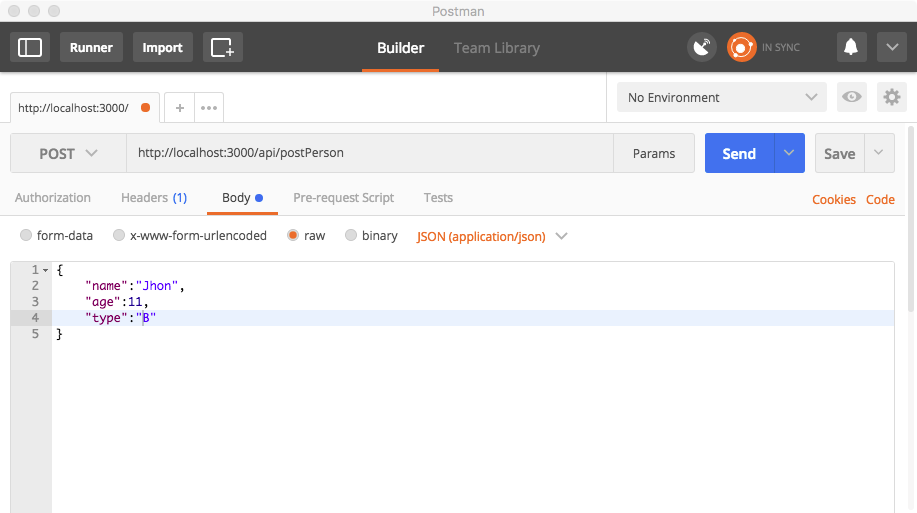 Postman
Runner Import Builder Team Library IN SYNC
http://localhost:3000/ No Environment
POST http://localhost:3000/api/postPerson Params Send Save
Authorization Headers (1) Body Pre-request Script Tests Cookies Code
form-data x-www-form-urlencoded raw binary JSON (application/json)
1 {
2 "name":"Jhon",
3 "age":11,
4 "type":"B"
5 }